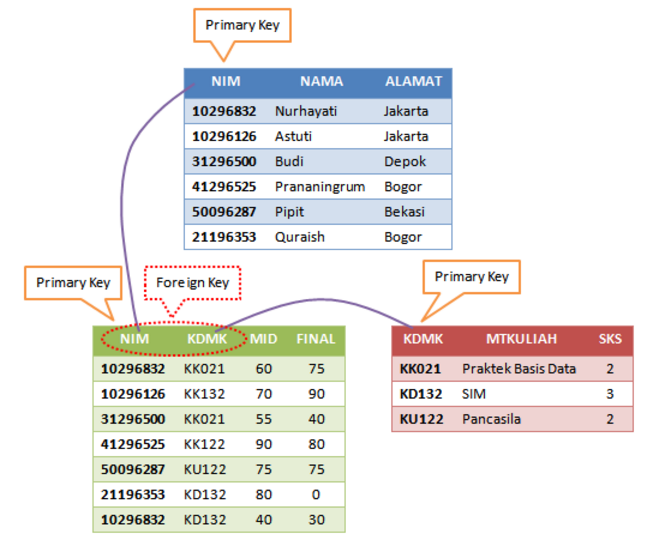 Primary Key
NIM NAMA ALAMAT
10296832 Nurhayati Jakarta
10296126 Astuti Jakarta
31296500 Budi Depok
41296525 Prananingrum Bogor
50096287 Pipit Bekasi
21196353 Quraish Bogor
Primary Key
Foreign Key
Primary Key
NIM KDMK MID FINAL
10296832 KK021 60 75
10296126 KK132 70 90
31296500 KK021 55 40
41296525 KK122 90 80
50096287 KU122 75 75
21196353 KD132 80 0
10296832 KD132 40 30
KDMK MTKULIAH SKS
KK021 Praktek Basis Data 2
KD132 SIM 3
KU122 Pancasila 2